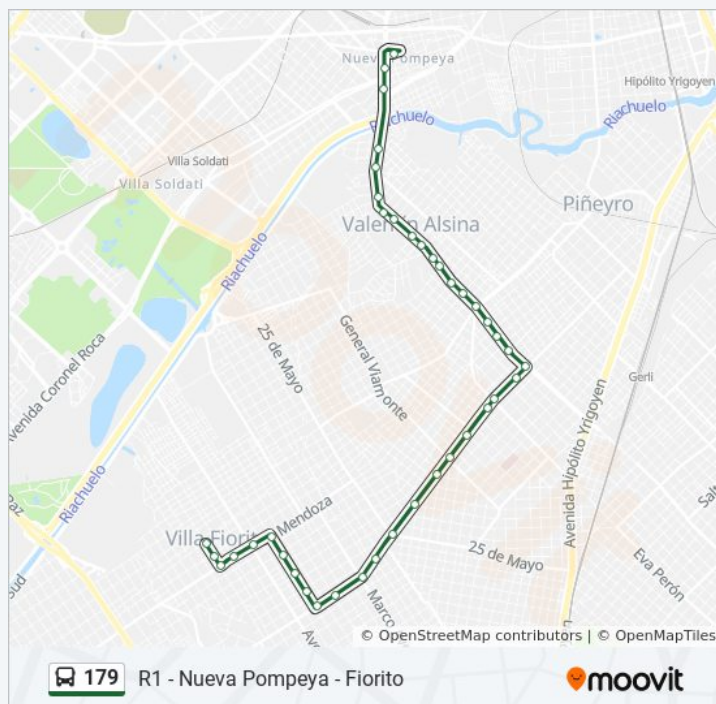 Nueva Pompeya
Hipólito Yrigoyen
Riachuelo
Riachuelo
Villa Soldati
Villa Soldati
Valentín Alsina
Piñeyro
Riachuelo
25 de Mayo
General Viamonte
Avenida Coronel Roca
Gerli
Avenida Hipólito Yrigoyen
Riachuelo
Mendoza
Villa Fiorito
25 de Mayo
Eva Perón
Marco
© OpenStreetMap contributors | © OpenMapTiles
179 R1 - Nueva Pompeya - Fiorito moovit